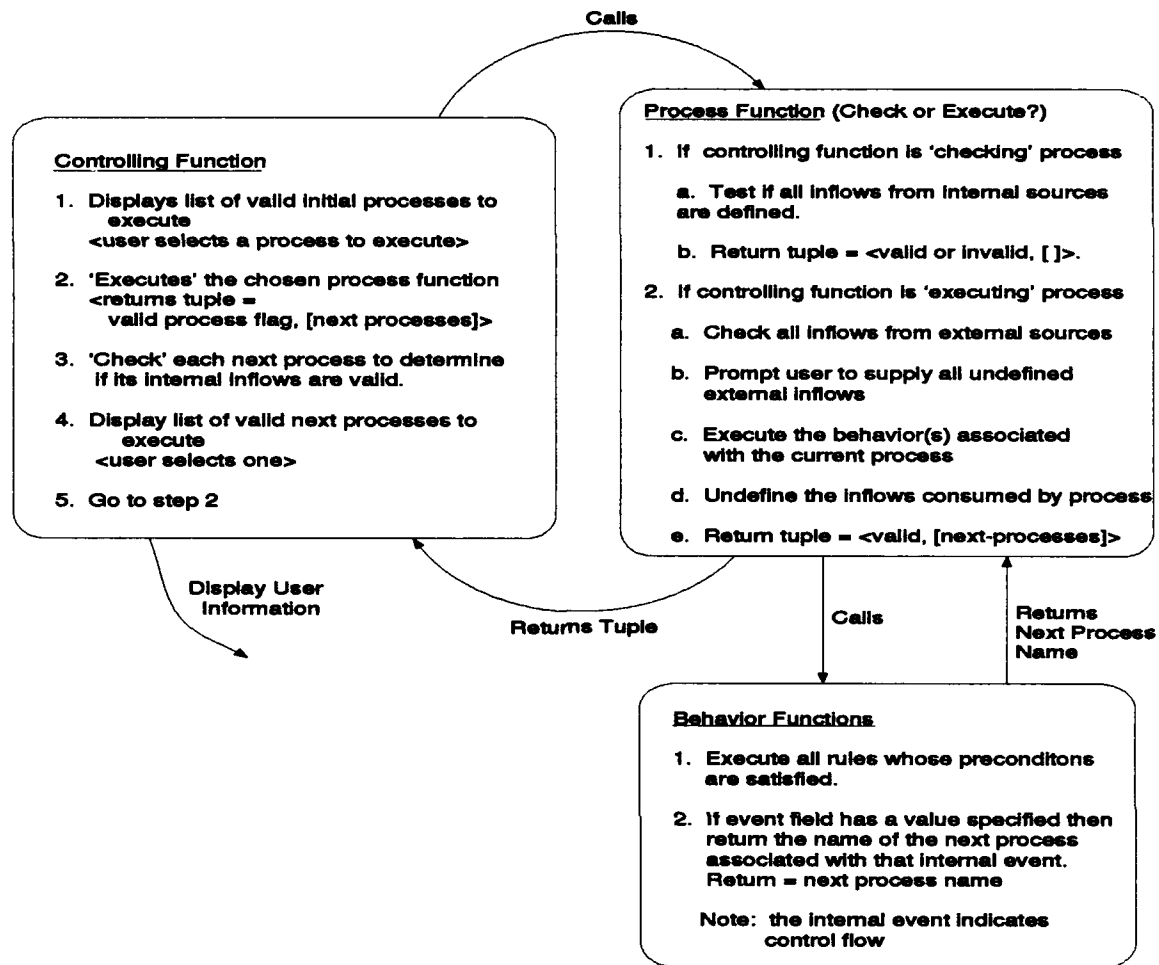 Calls
Controlling Function
1. Displays list of valid initial processes to
execute
<user selects a process to execute>
2. 'Executes' the chosen process function
<returns tuple =
valid process flag, [next processes]>
3. 'Check' each next process to determine
if its internal inflows are valid.
4. Display list of valid next processes to
execute
<user selects one>
5. Go to step 2
Process Function (Check or Execute?)
1. If controlling function is 'checking' process
a. Test if all inflows from internal sources
are defined.
b. Return tuple = <valid or invalid, [ ]>.
2. If controlling function is 'executing' process
a. Check all inflows from external sources
b. Prompt user to supply all undefined
external inflows
c. Execute the behavior(s) associated
with the current process
d. Undefine the inflows consumed by process
e. Return tuple = <valid, [next-processes]>
Display User
Information
Returns Tuple
Calls
Returns
Next Process
Name
Behavior Functions
1. Execute all rules whose preconditons
are satisfied.
2. If event field has a value specified then
return the name of the next process
associated with that internal event.
Return = next process name
Note: the internal event indicates
control flow